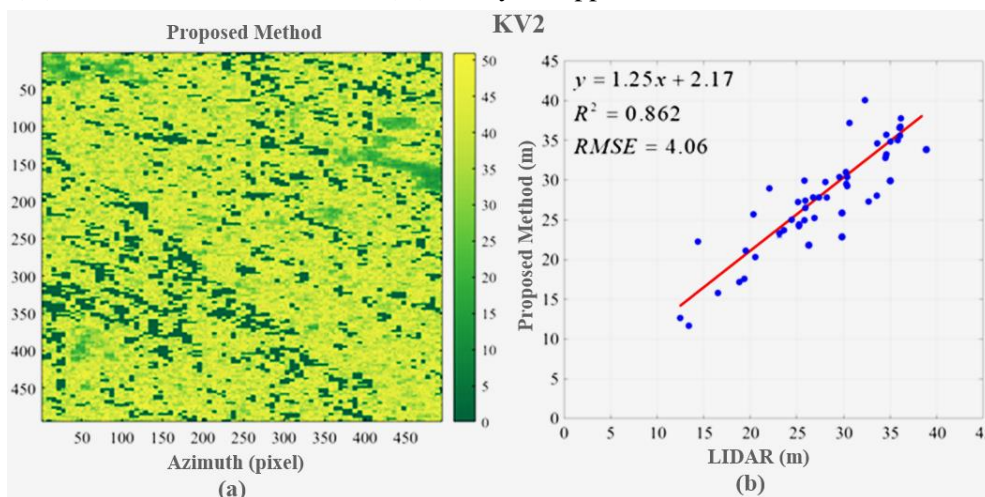 KV2
Proposed Method
50
100
150
200
250
300
350
400
450
50 100 150 200 250 300 350 400 450
Azimuth (pixel)
(a)
50
45
40
35
30
25
20
15
10
5
0
y = 1.25x + 2.17
R² = 0.862
RMSE = 4.06
Proposed Method (m)
45
40
35
30
25
20
15
10
5
0
0 5 10 15 20 25 30 35 40 45
LIDAR (m)
(b)